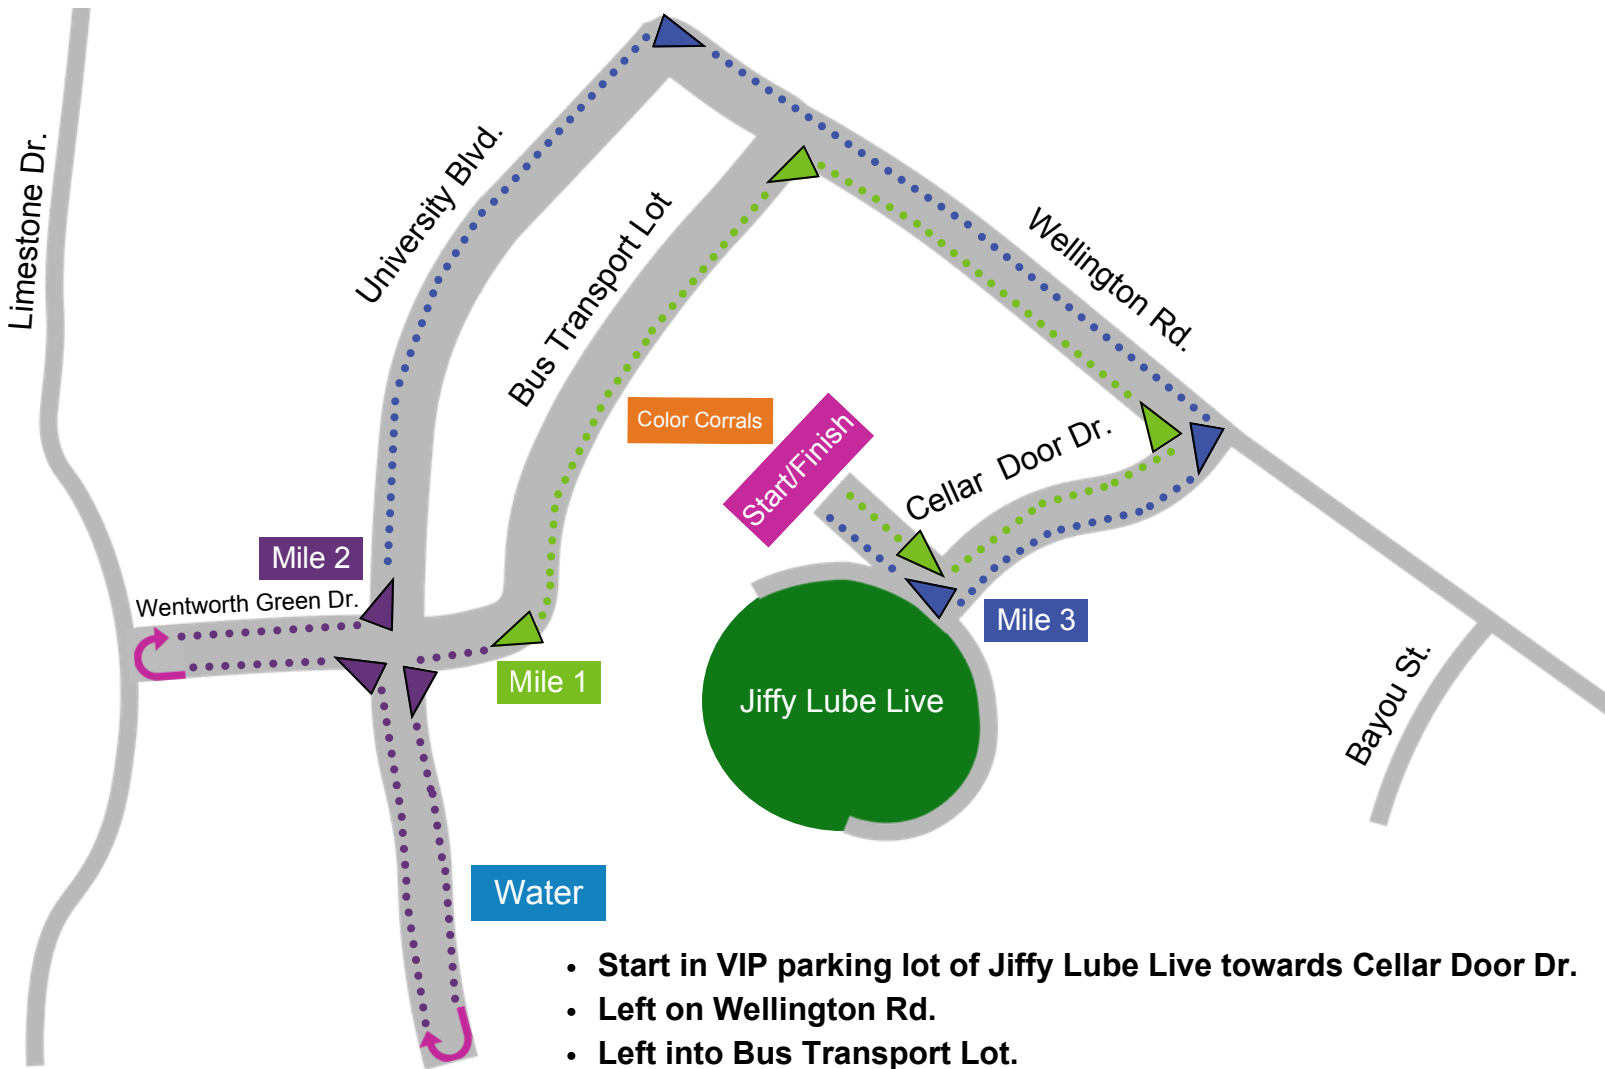 Limestone Dr.
University Blvd.
Bus Transport Lot
Wellington Rd.
Color Corrals
Start/Finish
Cellar Door Dr.
Mile 2
Wentworth Green Dr.
Mile 3
Mile 1
Jiffy Lube Live
Bayou St.
Water
• Start in VIP parking lot of Jiffy Lube Live towards Cellar Door Dr.
• Left on Wellington Rd.
• Left into Bus Transport Lot.